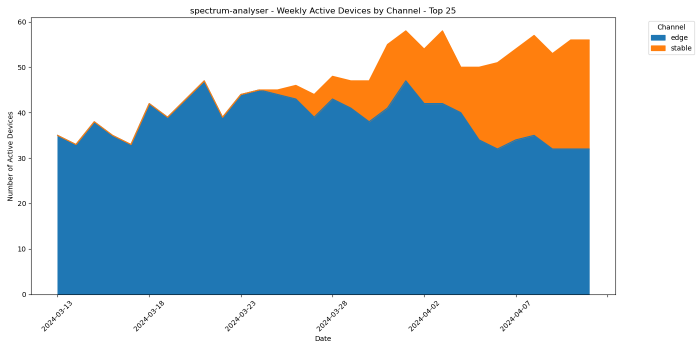 spectrum-analyser - Weekly Active Devices by Channel - Top 25
Channel
edge
stable
Number of Active Devices
60
50
40
30
20
10
0
2024-03-13
2024-03-18
2024-03-23
2024-03-28
2024-04-02
2024-04-07
Date